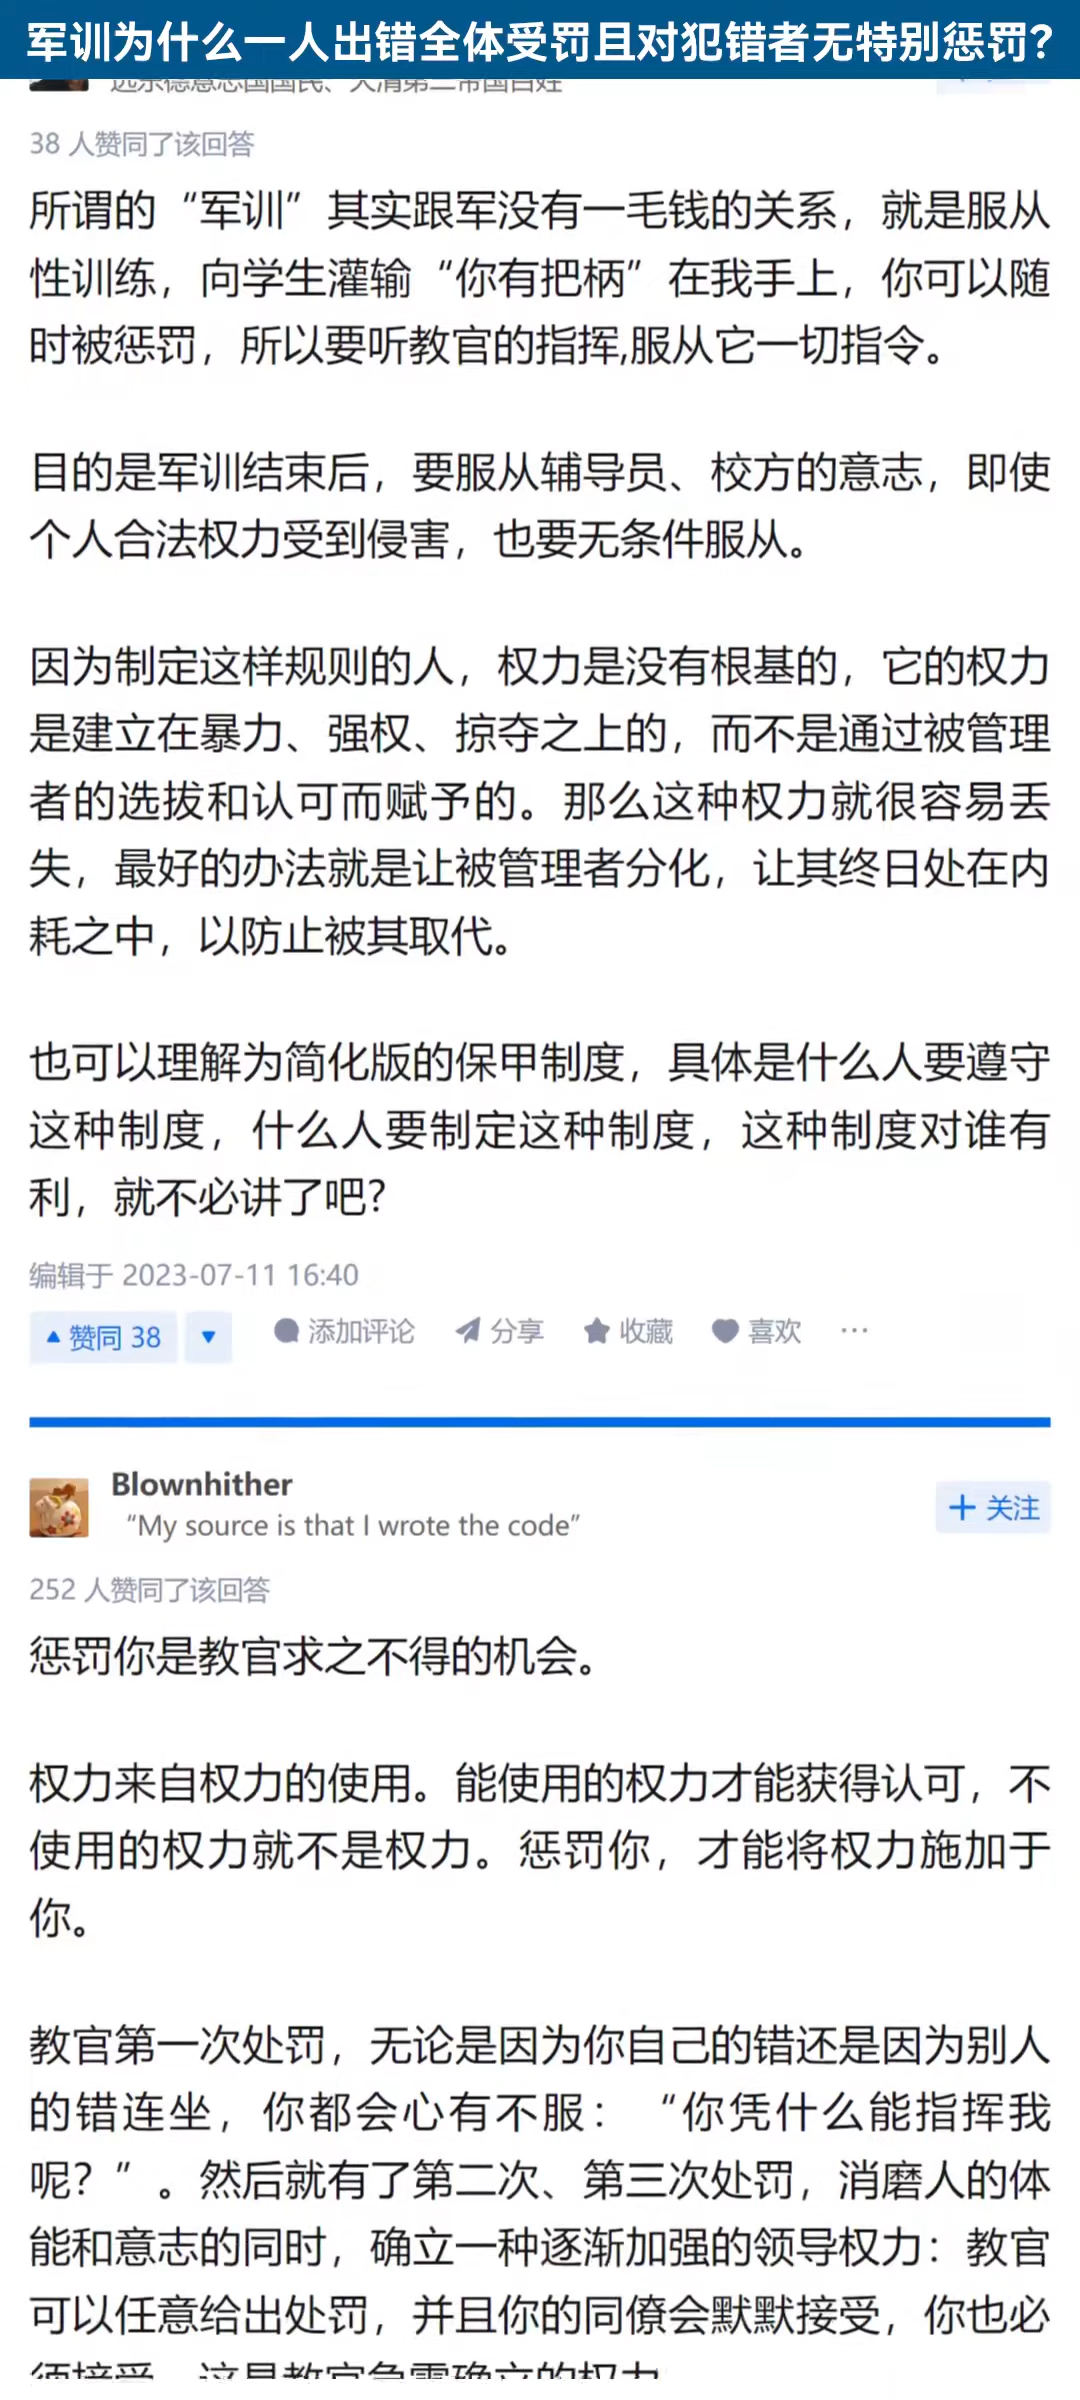 军训为什么一人出错全体受罚且对犯错者无特别惩罚？
38 人赞同了该回答
所谓的“军训”其实跟军没有一毛钱的关系，就是服从
性训练，向学生灌输“你有把柄”在我手上，你可以随
时被惩罚，所以要听教官的指挥,服从它一切指令。
目的是军训结束后，要服从辅导员、校方的意志，即使
个人合法权力受到侵害，也要无条件服从。
因为制定这样规则的人，权力是没有根基的，它的权力
是建立在暴力、强权、掠夺之上的，而不是通过被管理
者的选拔和认可而赋予的。那么这种权力就很容易丢
失，最好的办法就是让被管理者分化，让其终日处在内
耗之中，以防止被其取代。
也可以理解为简化版的保甲制度，具体是什么人要遵守
这种制度，什么人要制定这种制度，这种制度对谁有
利，就不必讲了吧？
编辑于 2023-07-11 16:40
赞同 38 添加评论 分享 收藏 喜欢 ···
Blownhither
“My source is that I wrote the code”
+ 关注
252 人赞同了该回答
惩罚你是教官求之不得的机会。
权力来自权力的使用。能使用的权力才能获得认可，不
使用的权力就不是权力。惩罚你，才能将权力施加于
你。
教官第一次处罚，无论是因为你自己的错还是因为别人
的错连坐，你都会心有不服：“你凭什么能指挥我
呢？”。然后就有了第二次、第三次处罚，消磨人的体
能和意志的同时，确立一种逐渐加强的领导权力：教官
可以任意给出处罚，并且你的同僚会默默接受，你也必